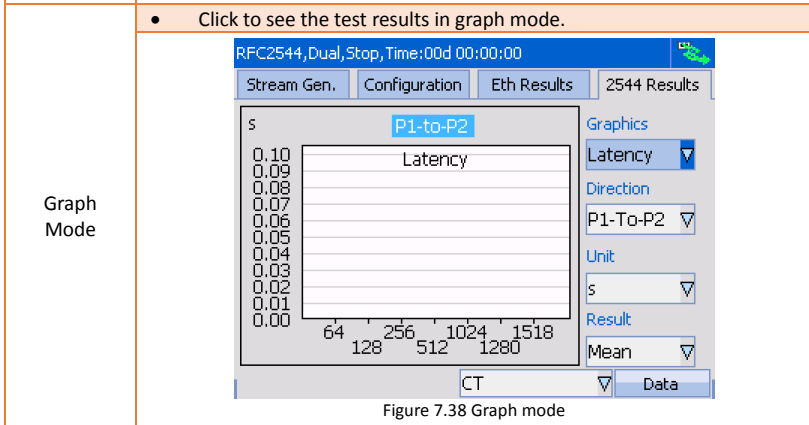 Graph
Mode
• Click to see the test results in graph mode.
RFC2544,Dual,Stop,Time:00d 00:00:00
Stream Gen. Configuration Eth Results 2544 Results
s P1-to-P2
Latency
0.10
0.09
0.08
0.07
0.06
0.05
0.04
0.03
0.02
0.01
0.00
64 256 1024 1518
128 512 1280
Graphics
Latency
Direction
P1-To-P2
Unit
s
Result
Mean
CT Data
Figure 7.38 Graph mode